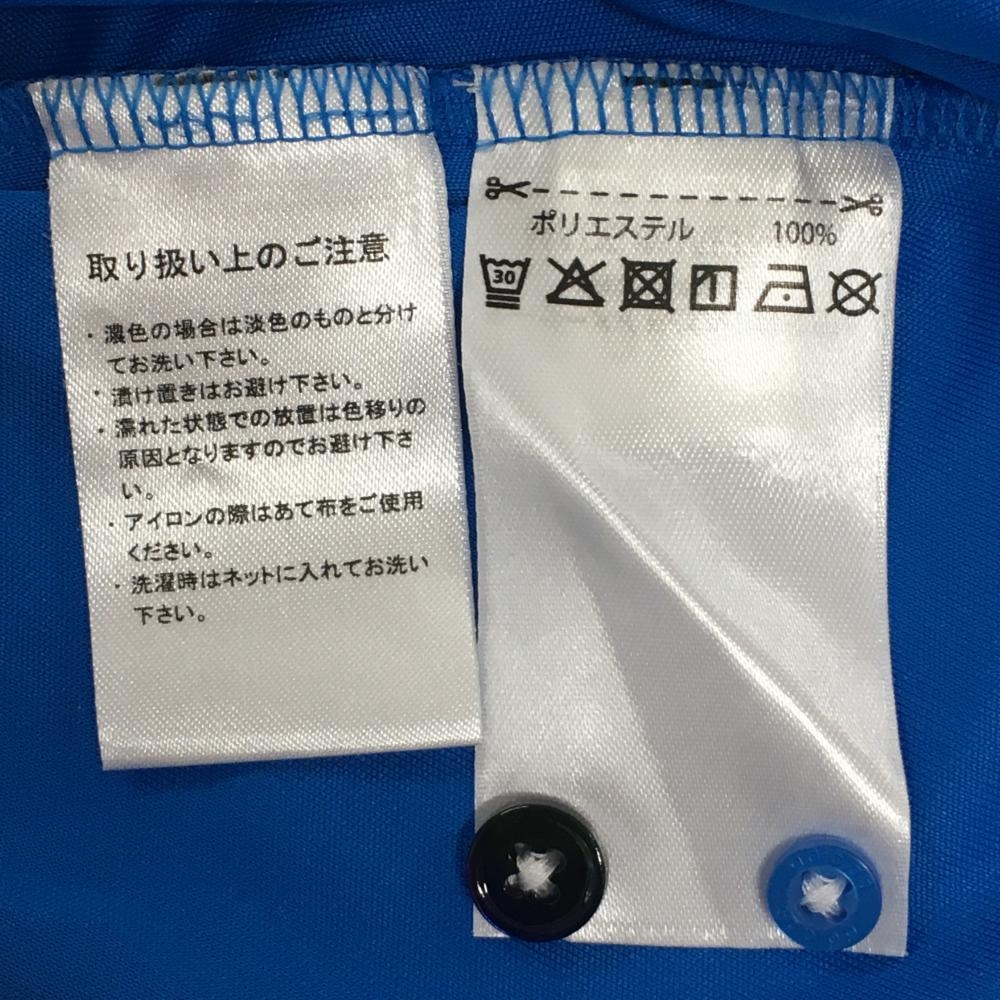 取り扱い上のご注意
・濃色の場合は淡色のものと分け
てお洗い下さい。
・漬け置きはお避け下さい。
・濡れた状態での放置は色移りの
原因となりますのでお避け下さ
い。
・アイロンの際はあて布をご使用
ください。
・洗濯時はネットに入れてお洗い
下さい。
ポリエステル 100%
30